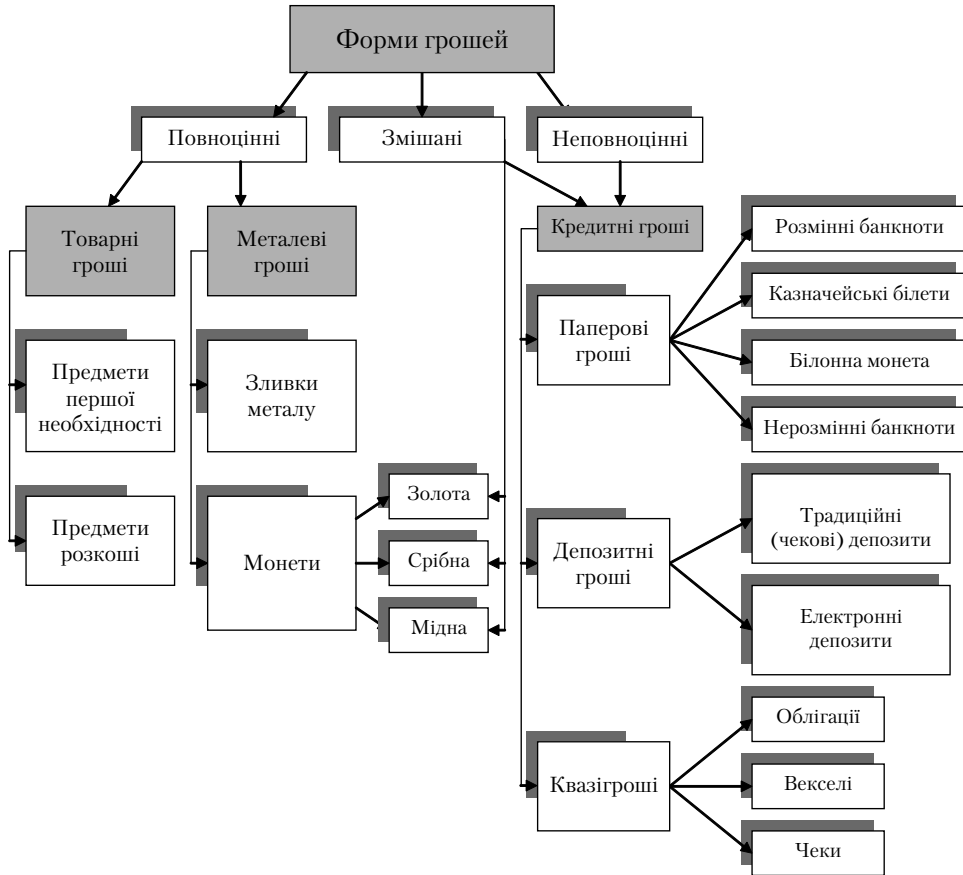 Форми грошей
Повноцінні
Змішані
Неповноцінні
Товарні
гроші
Металеві
гроші
Кредитні гроші
Розмінні банкноти
Казначейські білети
Білонна монета
Нерозмінні банкноти
Паперові
гроші
Предмети
першої
необхідності
Зливки
металу
Предмети
розкоші
Монети
Золота
Срібна
Мідна
Депозитні
гроші
Традиційні
(чекові) депозити
Електронні
депозити
Квазігроші
Облігації
Векселі
Чеки